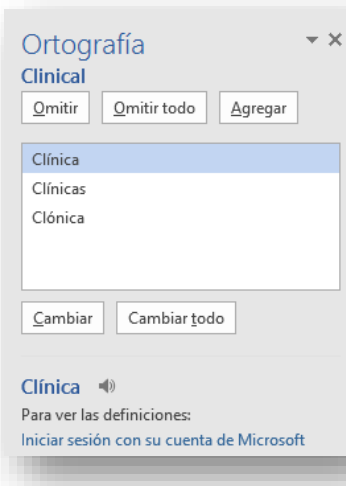 Ortografía
Clinical
Omitir Omitir todo Agregar
Clínica
Clínicas
Clónica
Cambiar Cambiar todo
Clínica
Para ver las definiciones:
Iniciar sesión con su cuenta de Microsoft